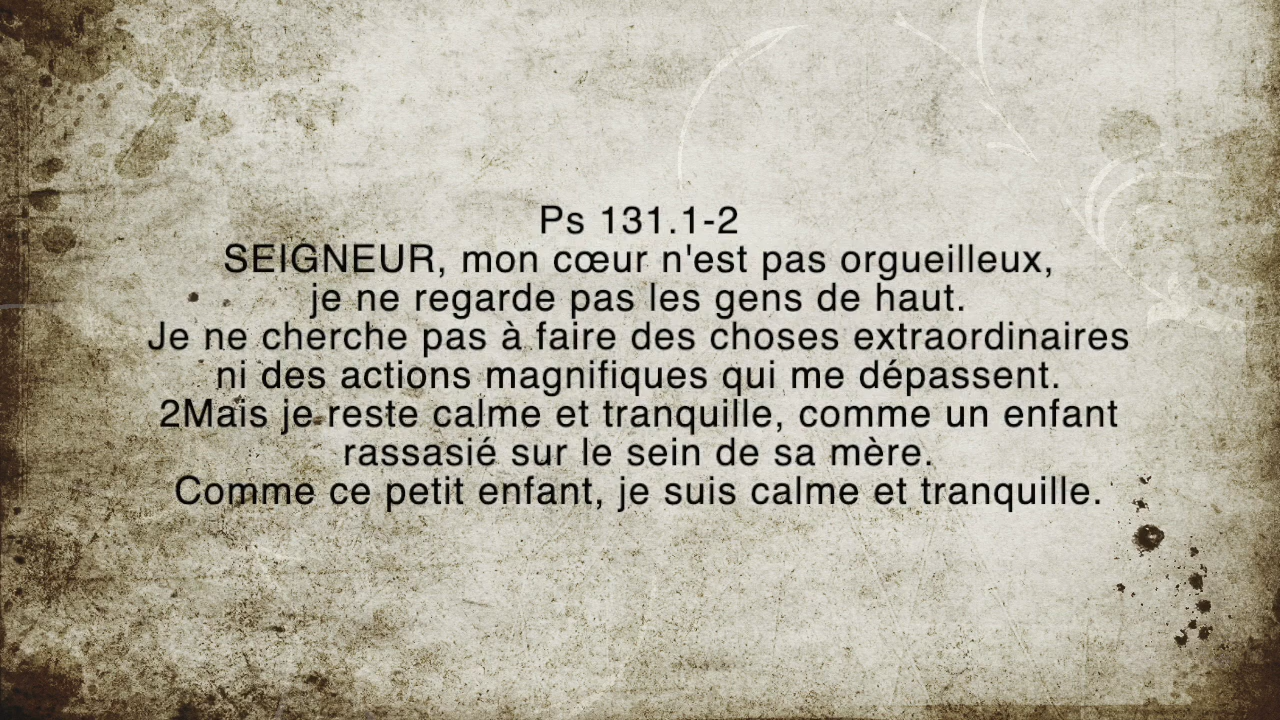 Ps 131.1-2
SEIGNEUR, mon cœur n'est pas orgueilleux,
je ne regarde pas les gens de haut.
Je ne cherche pas à faire des choses extraordinaires
ni des actions magnifiques qui me dépassent.
2Mais je reste calme et tranquille, comme un enfant
rassasié sur le sein de sa mère.
Comme ce petit enfant, je suis calme et tranquille.